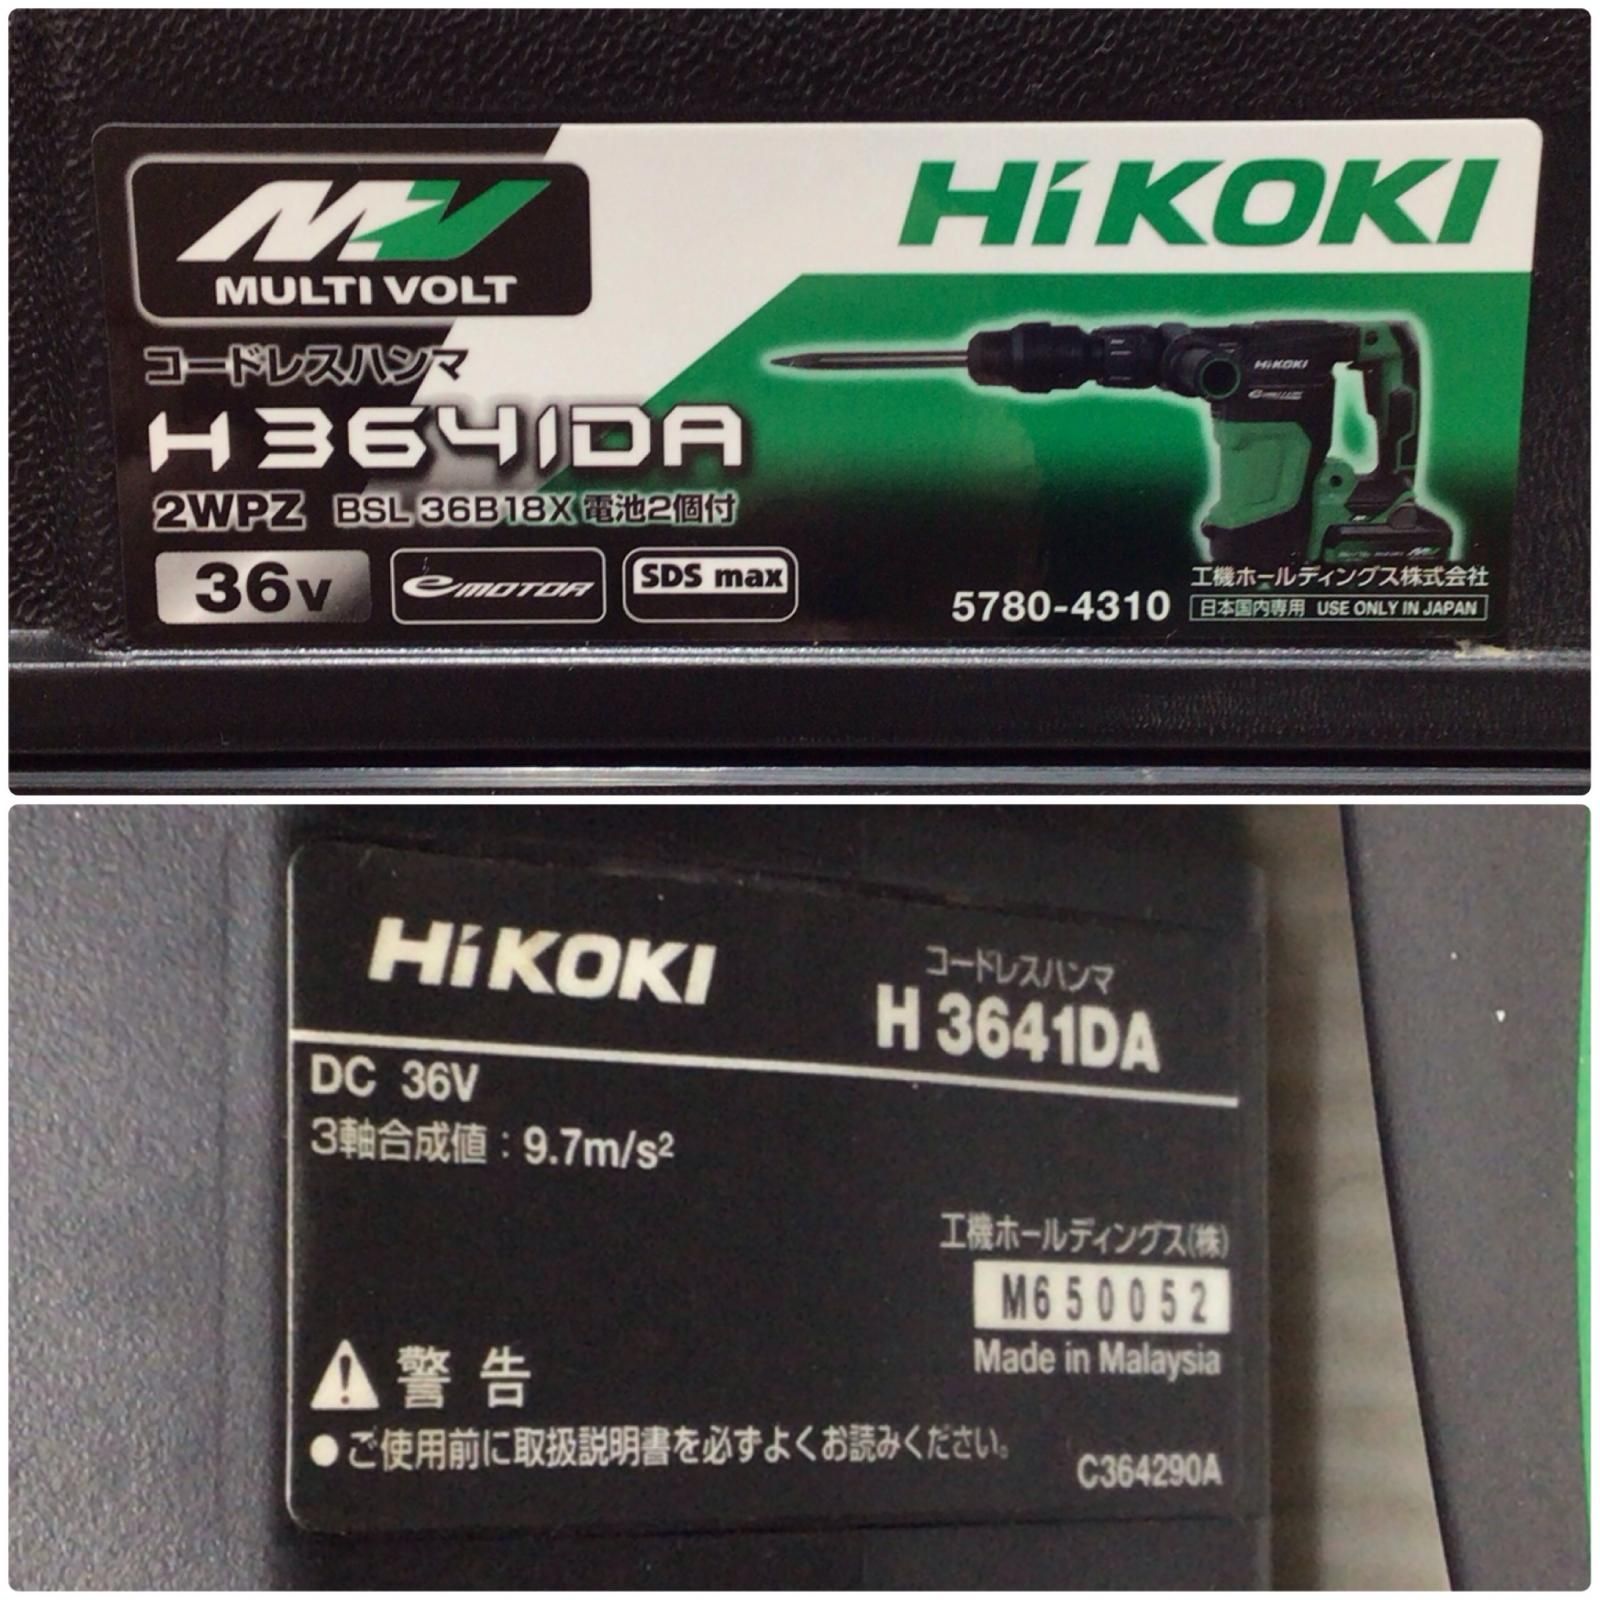 MV
MULTI VOLT
HiKOKI
コードレスハンマ
H 3641DA
2WPZ BSL 36B18X 電池2個付
HiKOKI
36v
e MOTOR
SDS max
5780-4310
工機ホールディングス株式会社
日本国内専用 USE ONLY IN JAPAN
HiKOKI
コードレスハンマ
H 3641DA
DC 36V
3軸合成値:9.7m/s²
工機ホールディングス(株)
M650052
Made in Malaysia
警告
●ご使用前に取扱説明書を必ずよくお読みください。
C364290A